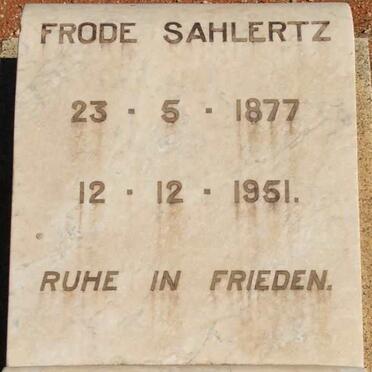 FRODE SAHLERTZ
23 · 5 · 1877
12 · 12 · 1951.
RUHE IN FRIEDEN.